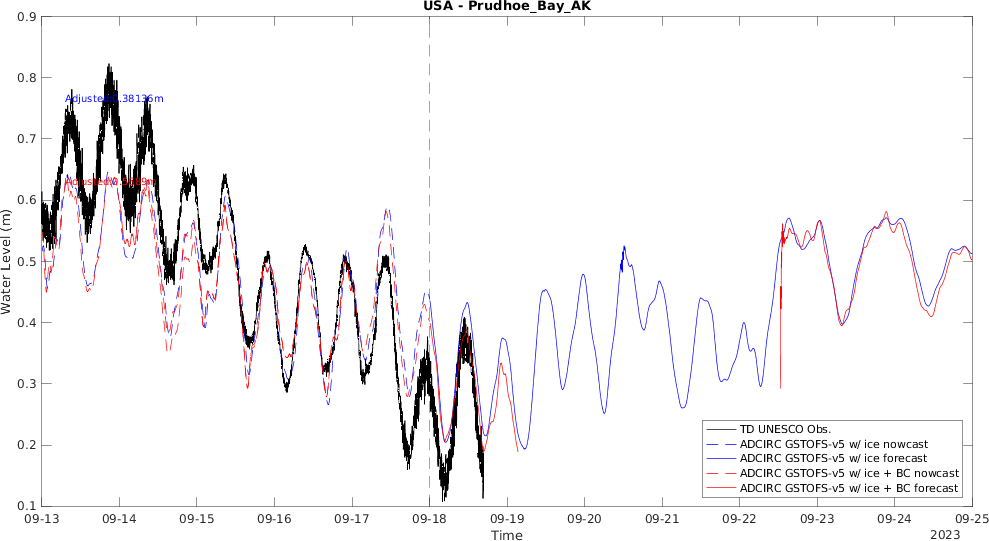 USA - Prudhoe_Bay_AK
0.9
0.8
0.7
0.6
0.5
0.4
0.3
0.2
0.1
Water Level (m)
Adjusted
09-13
09-14
09-15
09-16
09-17
09-18
09-19
09-20
09-21
09-22
09-23
09-24
09-25
Time
2023
TD UNESCO Obs.
ADCIRC GSTOFS-v5 w/ ice nowcast
ADCIRC GSTOFS-v5 w/ ice forecast
ADCIRC GSTOFS-v5 w/ ice + BC nowcast
ADCIRC GSTOFS-v5 w/ ice + BC forecast